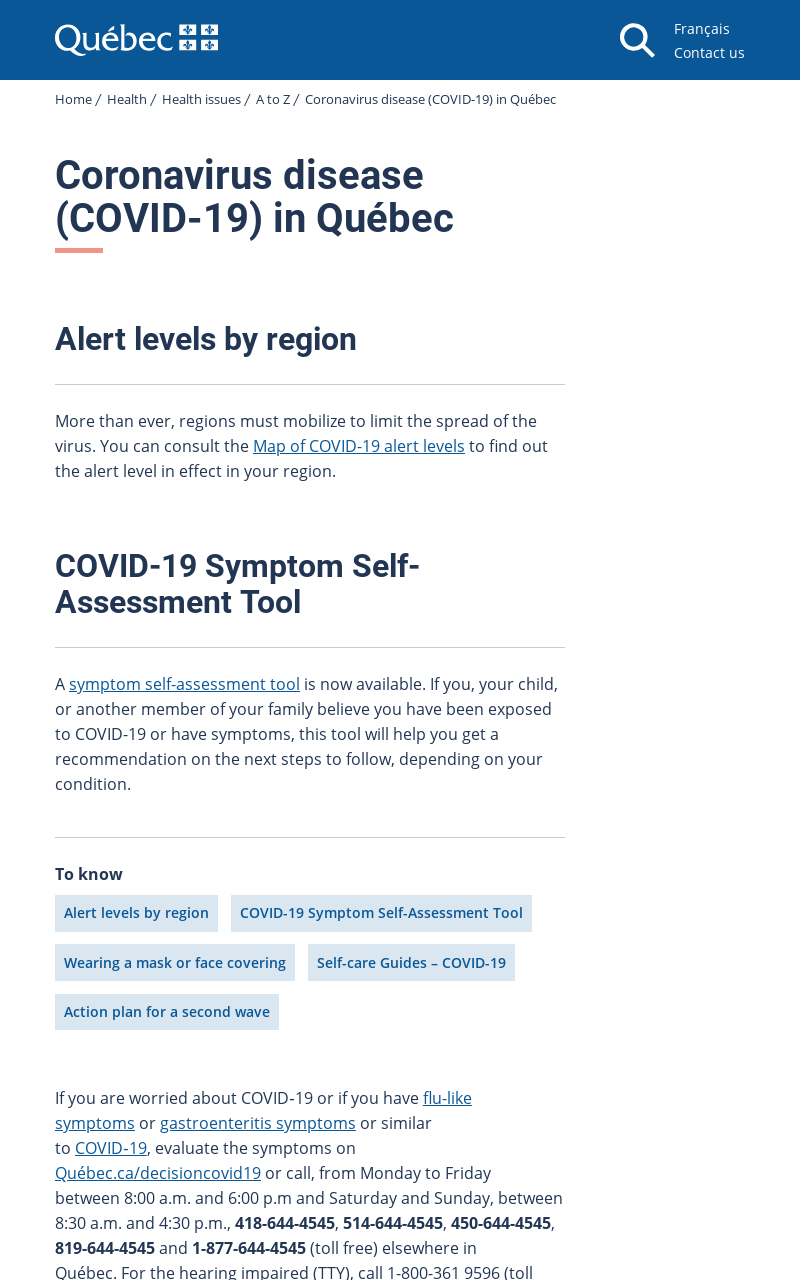 Québec
Français
Contact us
Home / Health / Health issues / A to Z / Coronavirus disease (COVID-19) in Québec
Coronavirus disease
(COVID-19) in Québec
Alert levels by region
More than ever, regions must mobilize to limit the spread of the
virus. You can consult the Map of COVID-19 alert levels to find out
the alert level in effect in your region.
COVID-19 Symptom Self-
Assessment Tool
A symptom self-assessment tool is now available. If you, your child,
or another member of your family believe you have been exposed
to COVID-19 or have symptoms, this tool will help you get a
recommendation on the next steps to follow, depending on your
condition.
To know
Alert levels by region COVID-19 Symptom Self-Assessment Tool
Wearing a mask or face covering Self-care Guides – COVID-19
Action plan for a second wave
If you are worried about COVID-19 or if you have flu-like
symptoms or gastroenteritis symptoms or similar
to COVID-19, evaluate the symptoms on
Québec.ca/decisioncovid19 or call, from Monday to Friday
between 8:00 a.m. and 6:00 p.m and Saturday and Sunday, between
8:30 a.m. and 4:30 p.m., 418-644-4545, 514-644-4545, 450-644-4545,
819-644-4545 and 1-877-644-4545 (toll free) elsewhere in
Québec. For the hearing impaired (TTY), call 1-800-361 9596 (toll